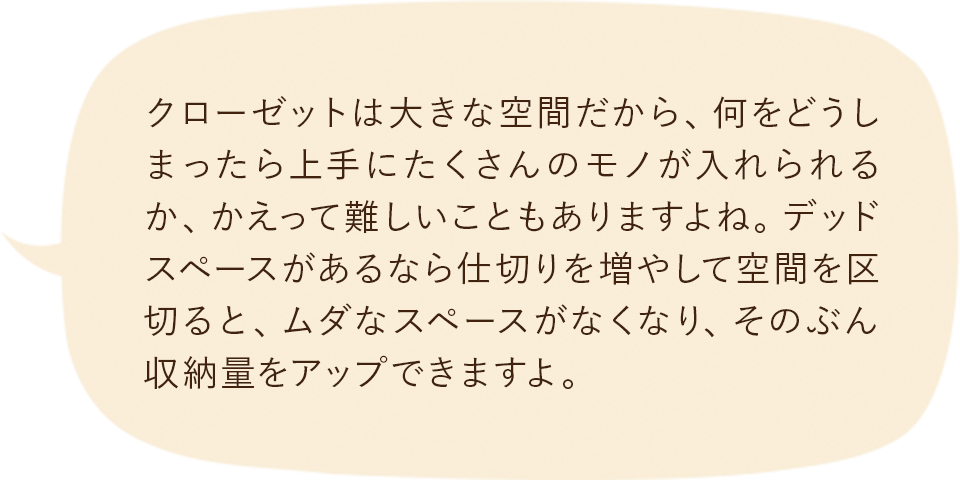 クローゼットは大きな空間だから、何をどうし
まったら上手にたくさんのモノが入れられる
か、かえって難しいこともありますよね。デッド
スペースがあるなら仕切りを増やして空間を区
切ると、ムダなスペースがなくなり、そのぶん
収納量をアップできますよ。